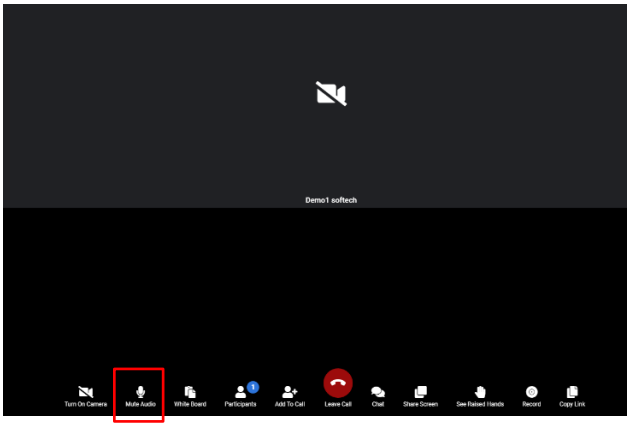 Demo1 softech
1
Turn On Camera Mute Audio White Board Participants Add To Call Leave Call Chat Share Screen See Raised Hands Record Copy Link